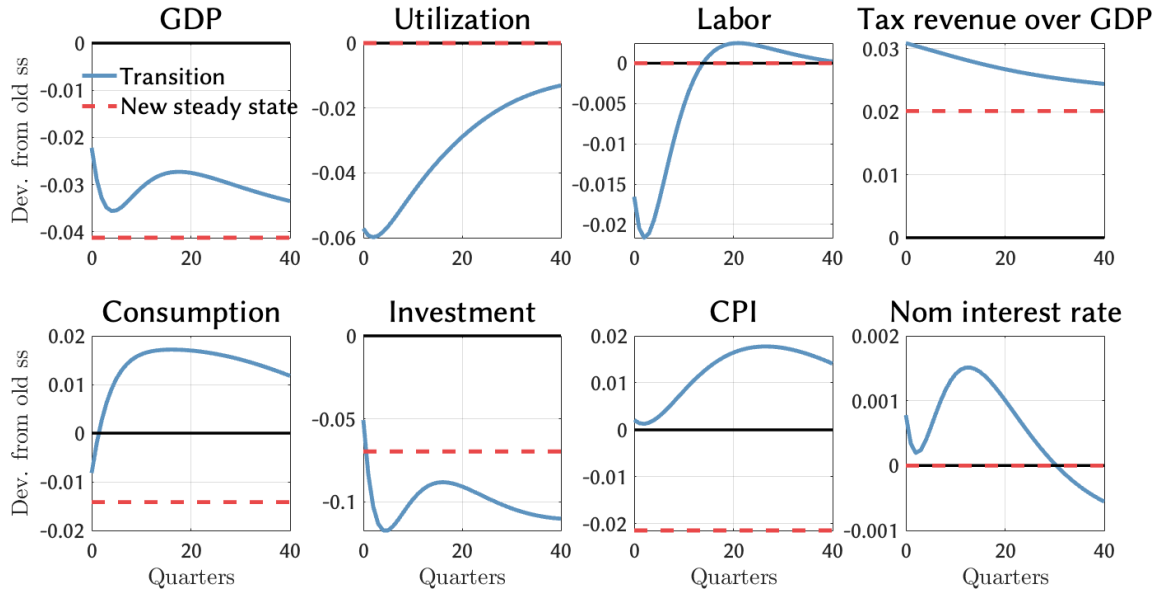 GDP
Utilization
Labor
Tax revenue over GDP
Dev. from old ss
0
-0.01
-0.02
-0.03
-0.04
Transition
New steady state
0 20 40
0
-0.02
-0.04
-0.06
0 20 40
0
-0.005
-0.01
-0.015
-0.02
0 20 40
0.03
0.02
0.01
0
0 20 40
Consumption
Investment
CPI
Nom interest rate
Dev. from old ss
0.02
0.01
0
-0.01
-0.02
0 20 40
Quarters
0
-0.05
-0.1
0 20 40
Quarters
0.02
0.01
0
-0.01
-0.02
0 20 40
Quarters
0.002
0.001
0
-0.001
0 20 40
Quarters